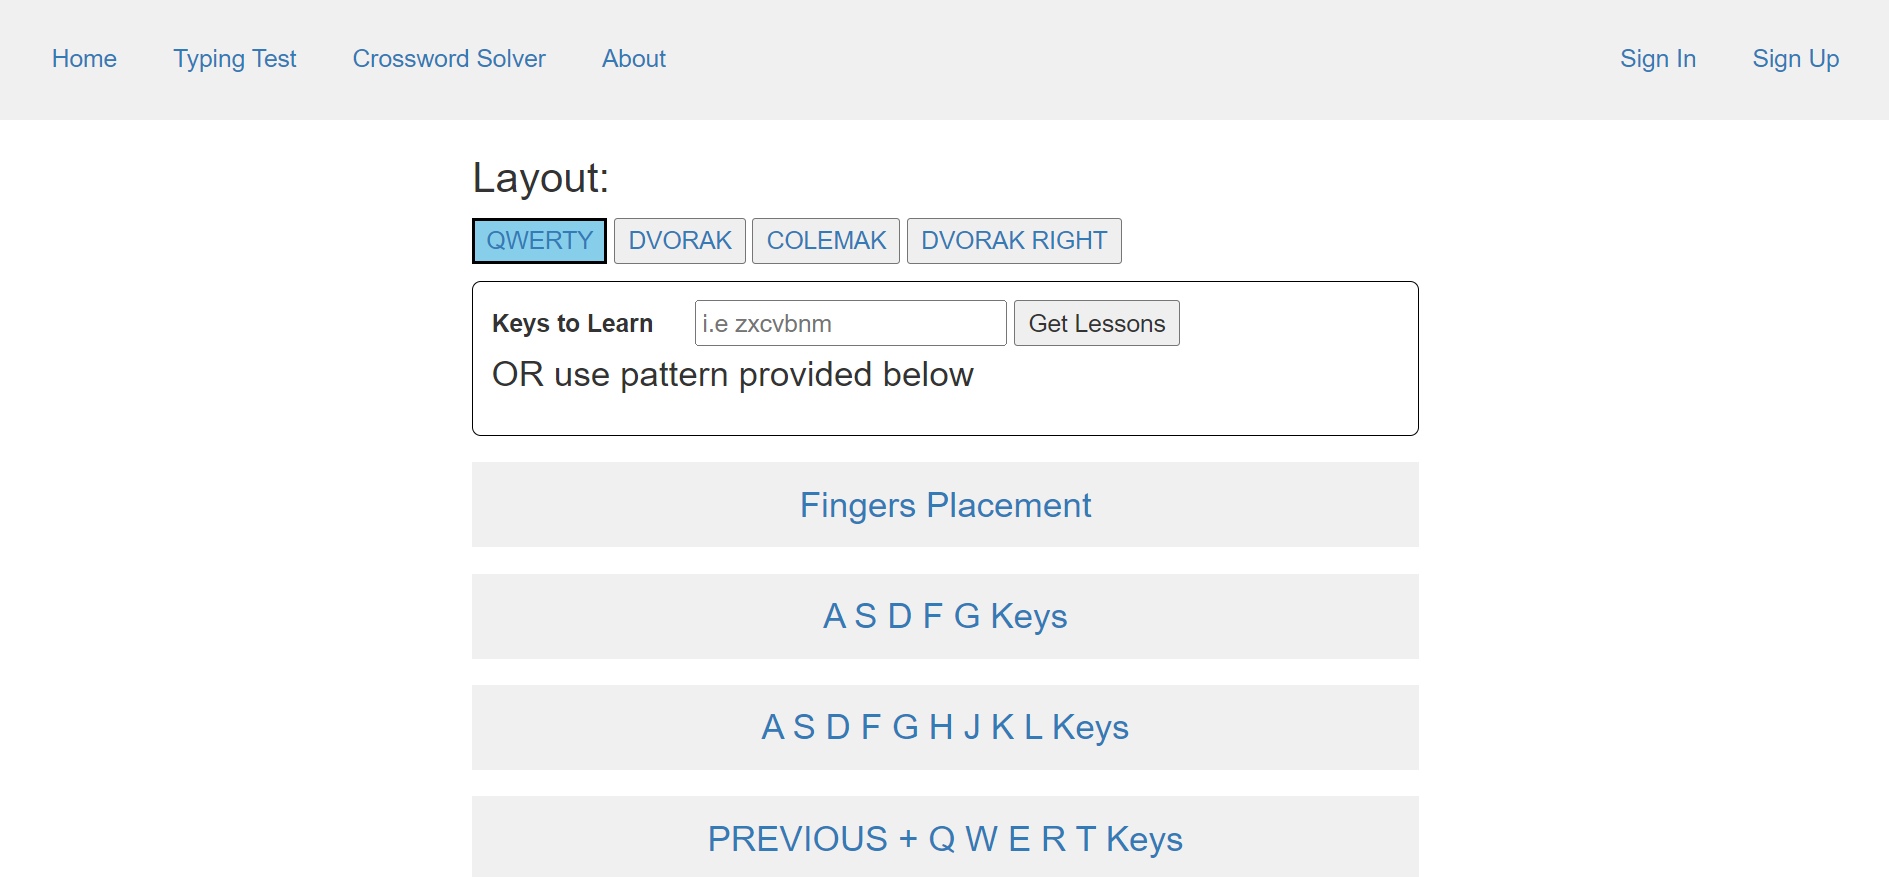 Home Typing Test Crossword Solver About Sign In Sign Up
Layout:
QWERTY DVORAK COLEMAK DVORAK RIGHT
Keys to Learn i.e zxcvbnm Get Lessons
OR use pattern provided below
Fingers Placement
A S D F G Keys
A S D F G H J K L Keys
PREVIOUS + Q W E R T Keys